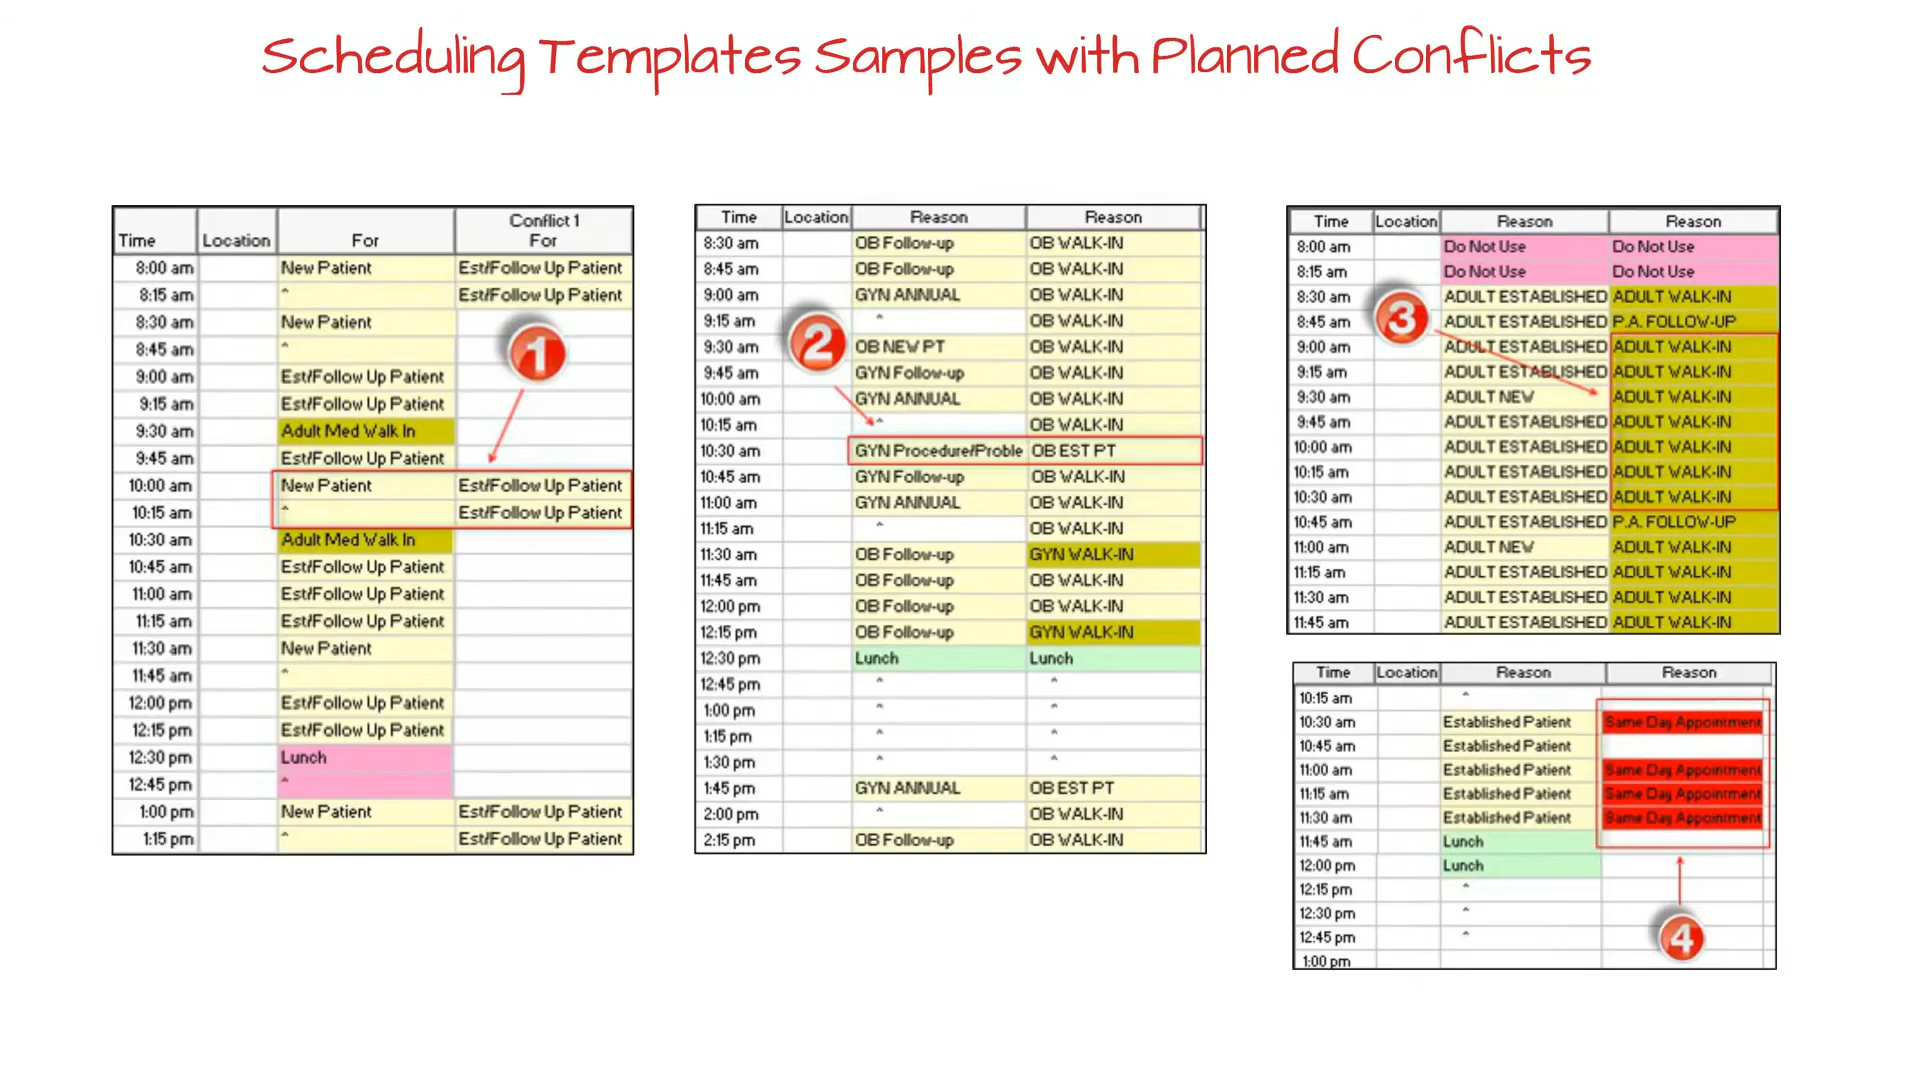 Scheduling Templates Samples with Planned Conflicts
Time Location For Conflict 1 For
8:00 am New Patient Est/Follow Up Patient
8:15 am ^ Est/Follow Up Patient
8:30 am New Patient
8:45 am ^
9:00 am Est/Follow Up Patient
9:15 am Est/Follow Up Patient
9:30 am Adult Med Walk In
9:45 am Est/Follow Up Patient
10:00 am New Patient Est/Follow Up Patient
10:15 am ^ Est/Follow Up Patient
10:30 am Adult Med Walk In
10:45 am Est/Follow Up Patient
11:00 am Est/Follow Up Patient
11:15 am Est/Follow Up Patient
11:30 am New Patient
11:45 am ^
12:00 pm Est/Follow Up Patient
12:15 pm Est/Follow Up Patient
12:30 pm Lunch
12:45 pm ^
1:00 pm New Patient Est/Follow Up Patient
1:15 pm ^ Est/Follow Up Patient
1
Time Location Reason Reason
8:30 am OB Follow-up OB WALK-IN
8:45 am OB Follow-up OB WALK-IN
9:00 am GYN ANNUAL OB WALK-IN
9:15 am ^ OB WALK-IN
9:30 am OB NEW PT OB WALK-IN
9:45 am GYN Follow-up OB WALK-IN
10:00 am GYN ANNUAL OB WALK-IN
10:15 am ^ OB WALK-IN
10:30 am GYN Procedure/Proble OB EST PT
10:45 am GYN Follow-up OB WALK-IN
11:00 am GYN ANNUAL OB WALK-IN
11:15 am ^ OB WALK-IN
11:30 am OB Follow-up GYN WALK-IN
11:45 am OB Follow-up OB WALK-IN
12:00 pm OB Follow-up OB WALK-IN
12:15 pm OB Follow-up GYN WALK-IN
12:30 pm Lunch Lunch
12:45 pm ^ ^
1:00 pm ^ ^
1:15 pm ^ ^
1:30 pm ^ ^
1:45 pm GYN ANNUAL OB EST PT
2:00 pm ^ OB WALK-IN
2:15 pm OB Follow-up OB WALK-IN
2
Time Location Reason Reason
8:00 am Do Not Use Do Not Use
8:15 am Do Not Use Do Not Use
8:30 am ADULT ESTABLISHED ADULT WALK-IN
8:45 am ADULT ESTABLISHED P.A. FOLLOW-UP
9:00 am ADULT ESTABLISHED ADULT WALK-IN
9:15 am ADULT ESTABLISHED ADULT WALK-IN
9:30 am ADULT NEW ADULT WALK-IN
9:45 am ADULT ESTABLISHED ADULT WALK-IN
10:00 am ADULT ESTABLISHED ADULT WALK-IN
10:15 am ADULT ESTABLISHED ADULT WALK-IN
10:30 am ADULT ESTABLISHED ADULT WALK-IN
10:45 am ADULT ESTABLISHED P.A. FOLLOW-UP
11:00 am ADULT NEW ADULT WALK-IN
11:15 am ADULT ESTABLISHED ADULT WALK-IN
11:30 am ADULT ESTABLISHED ADULT WALK-IN
11:45 am ADULT ESTABLISHED ADULT WALK-IN
3
Time Location Reason Reason
10:15 am ^
10:30 am Established Patient Same Day Appointment
10:45 am Established Patient
11:00 am Established Patient Same Day Appointment
11:15 am Established Patient Same Day Appointment
11:30 am Established Patient Same Day Appointment
11:45 am Lunch
12:00 pm Lunch
12:15 pm ^
12:30 pm ^
12:45 pm ^
1:00 pm
4